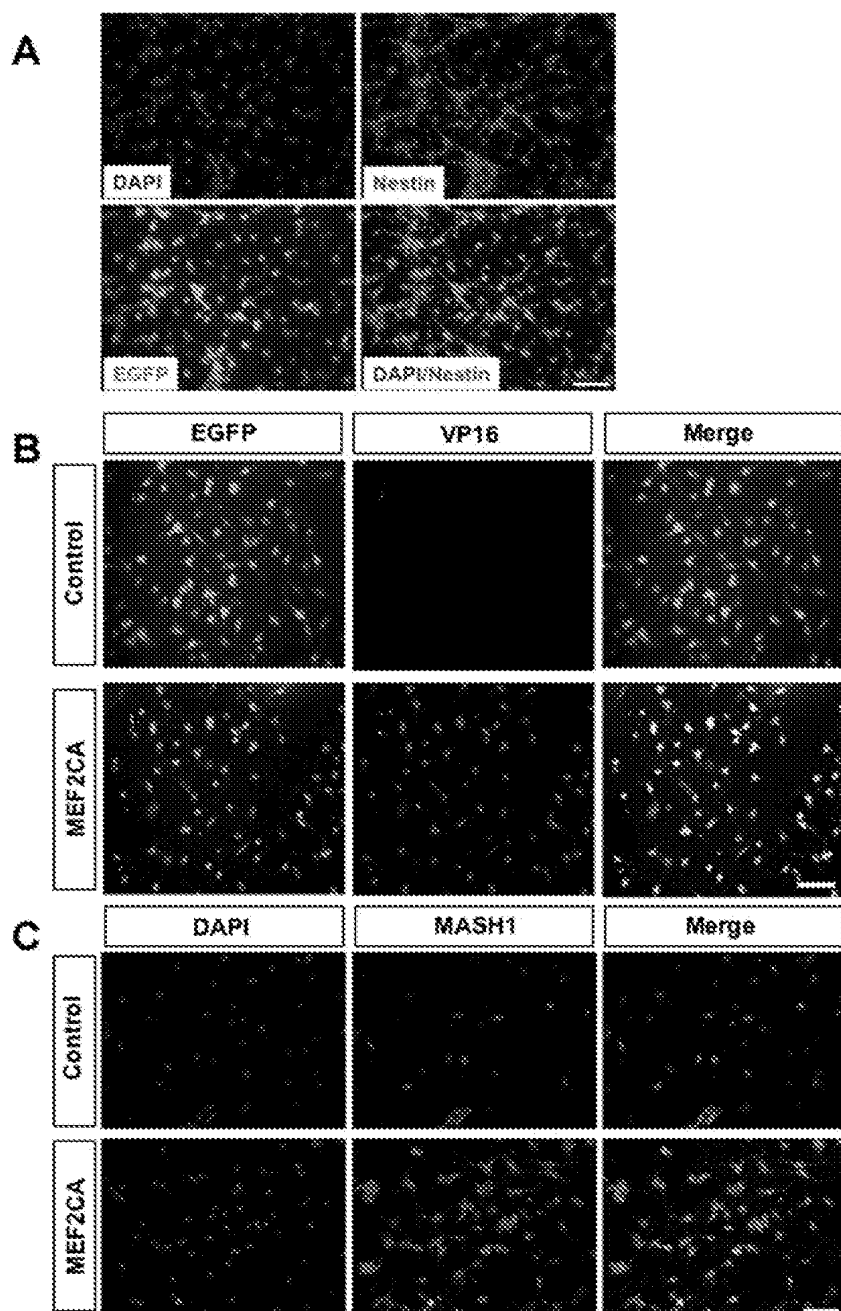 A
DAPI
Nestin
EGFP
DAPI/Nestin
B
EGFP
VP16
Merge
Control
MEF2CA
C
DAPI
MASH1
Merge
Control
MEF2CA